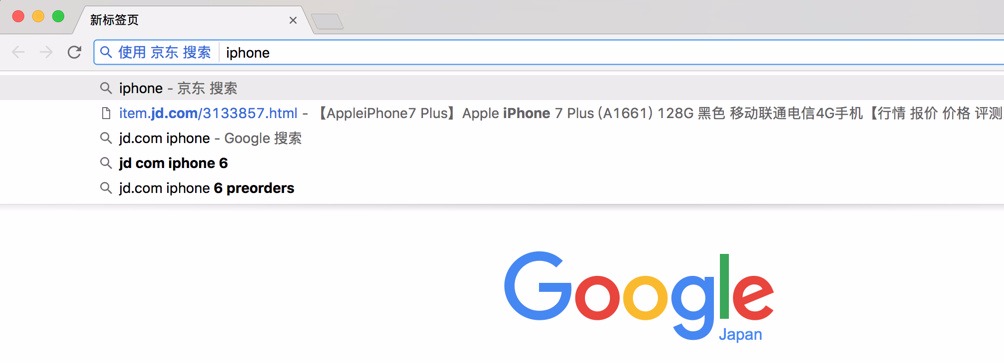 新标签页
使用 京东 搜索 iphone
iphone - 京东 搜索
item.jd.com/3133857.html - 【AppleiPhone7 Plus】Apple iPhone 7 Plus (A1661) 128G 黑色 移动联通电信4G手机【行情 报价 价格 评测
jd.com iphone - Google 搜索
jd com iphone 6
jd.com iphone 6 preorders
Google
Japan